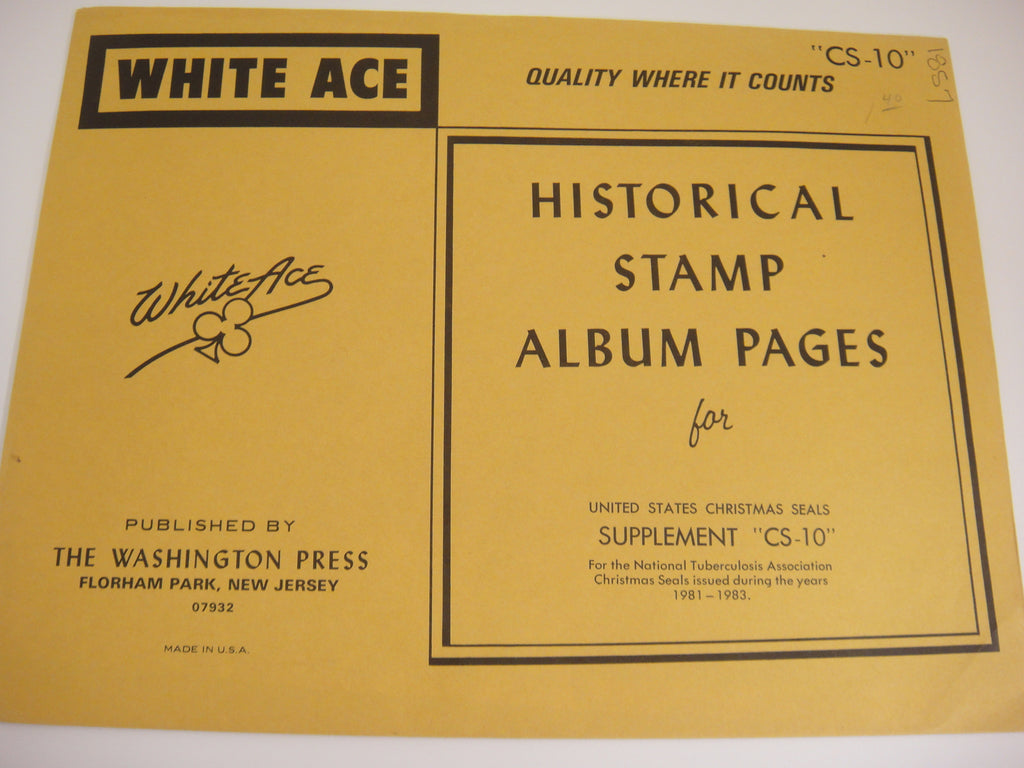 WHITE ACE
QUALITY WHERE IT COUNTS
"CS-10"
HISTORICAL
STAMP
ALBUM PAGES
for
UNITED STATES CHRISTMAS SEALS
SUPPLEMENT "CS-10"
For the National Tuberculosis Association
Christmas Seals issued during the years
1981–1983.
White Ace
PUBLISHED BY
THE WASHINGTON PRESS
FLORHAM PARK, NEW JERSEY
07932
MADE IN U.S.A.